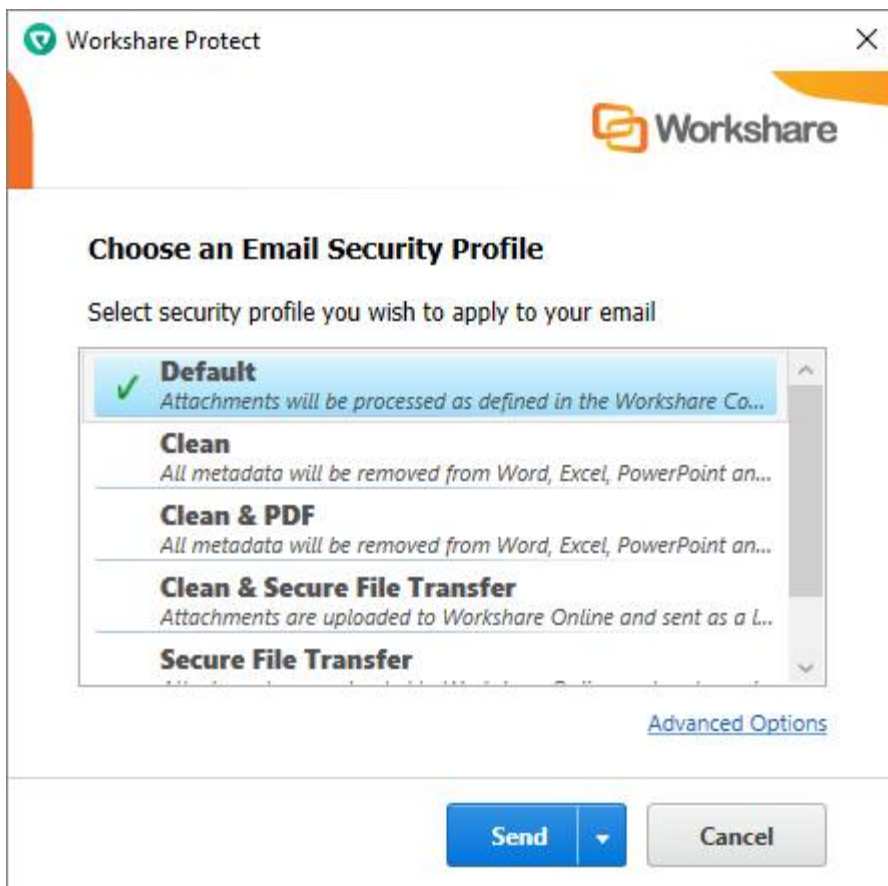 Workshare Protect
Workshare
Choose an Email Security Profile
Select security profile you wish to apply to your email
Default
Attachments will be processed as defined in the Workshare Co...
Clean
All metadata will be removed from Word, Excel, PowerPoint an...
Clean & PDF
All metadata will be removed from Word, Excel, PowerPoint an...
Clean & Secure File Transfer
Attachments are uploaded to Workshare Online and sent as a l...
Secure File Transfer
Advanced Options
Send
Cancel